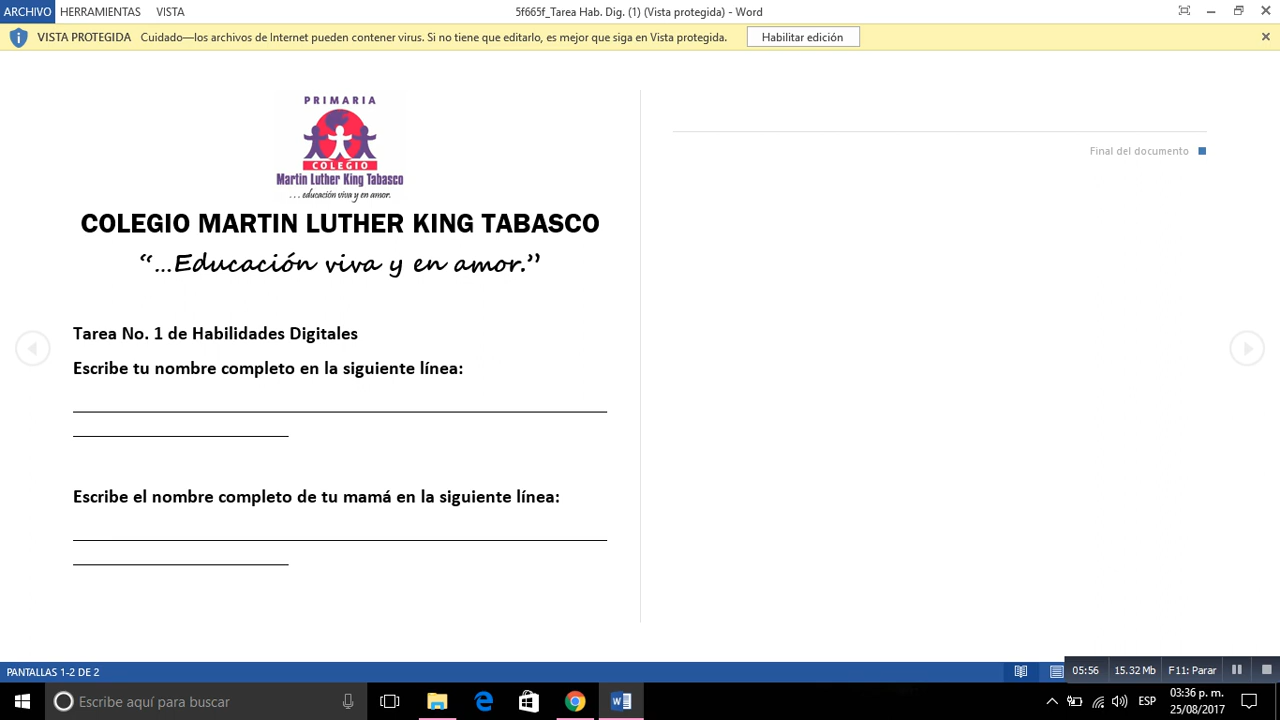 ARCHIVO HERRAMIENTAS VISTA 5f665f_Tarea Hab. Dig. (1) (Vista protegida) - Word
VISTA PROTEGIDA Cuidado—los archivos de Internet pueden contener virus. Si no tiene que editarlo, es mejor que siga en Vista protegida. Habilitar edición
PRIMARIA
COLEGIO
Martin Luther King Tabasco
... educación viva y en amor.
COLEGIO MARTIN LUTHER KING TABASCO
“...Educación viva y en amor.”
Tarea No. 1 de Habilidades Digitales
Escribe tu nombre completo en la siguiente línea:
Escribe el nombre completo de tu mamá en la siguiente línea:
Final del documento
PANTALLAS 1-2 DE 2
05:56 15.32 Mb F11: Parar
Escribe aquí para buscar
ESP
03:36 p. m.
25/08/2017